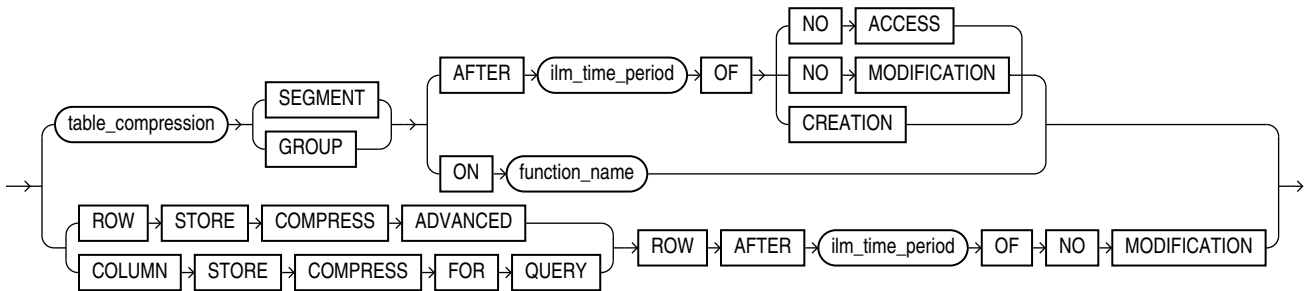 NO ACCESS
AFTER ilm_time_period OF NO MODIFICATION
SEGMENT
table_compression
CREATION
GROUP
ON function_name
ROW STORE COMPRESS ADVANCED
ROW AFTER ilm_time_period OF NO MODIFICATION
COLUMN STORE COMPRESS FOR QUERY